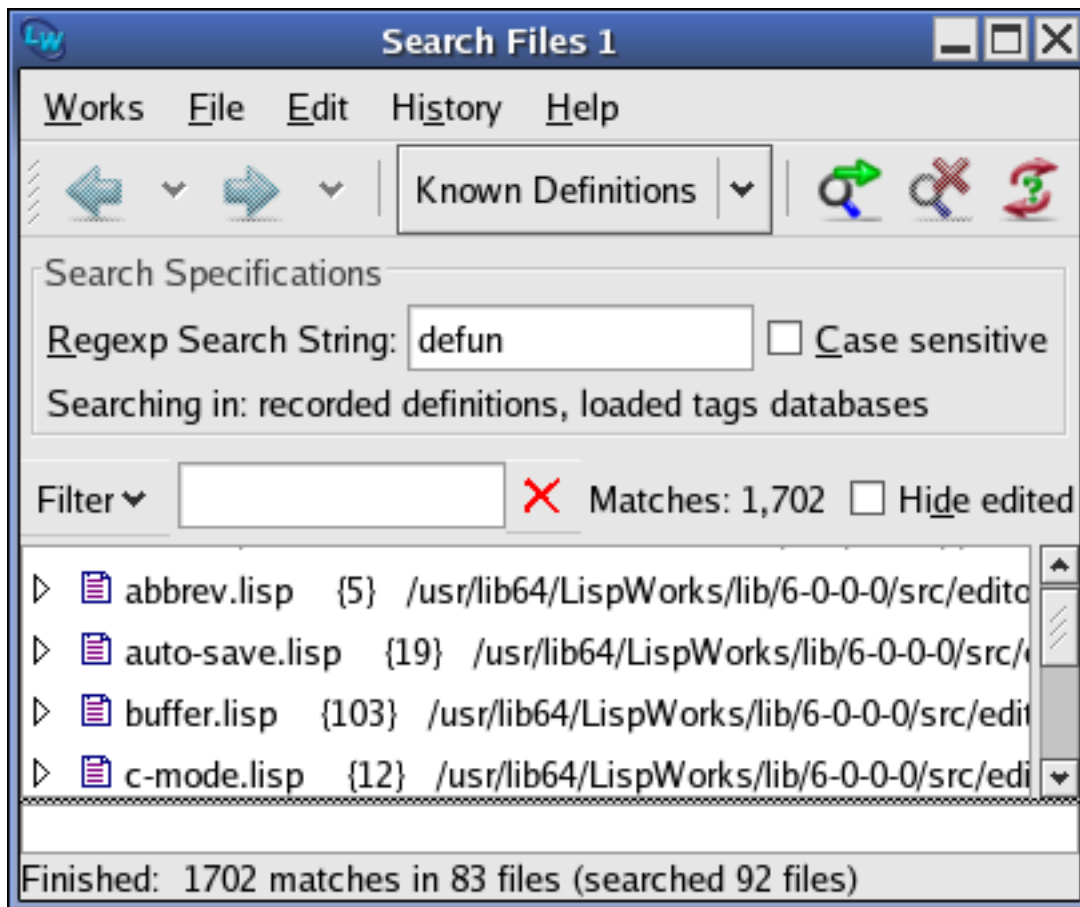 LW Search Files 1
Works File Edit History Help
Known Definitions
Search Specifications
Regexp Search String: defun Case sensitive
Searching in: recorded definitions, loaded tags databases
Filter Matches: 1,702 Hide edited
abbrev.lisp {5} /usr/lib64/LispWorks/lib/6-0-0-0/src/edito
auto-save.lisp {19} /usr/lib64/LispWorks/lib/6-0-0-0/src/
buffer.lisp {103} /usr/lib64/LispWorks/lib/6-0-0-0/src/edit
c-mode.lisp {12} /usr/lib64/LispWorks/lib/6-0-0-0/src/edi
Finished: 1702 matches in 83 files (searched 92 files)